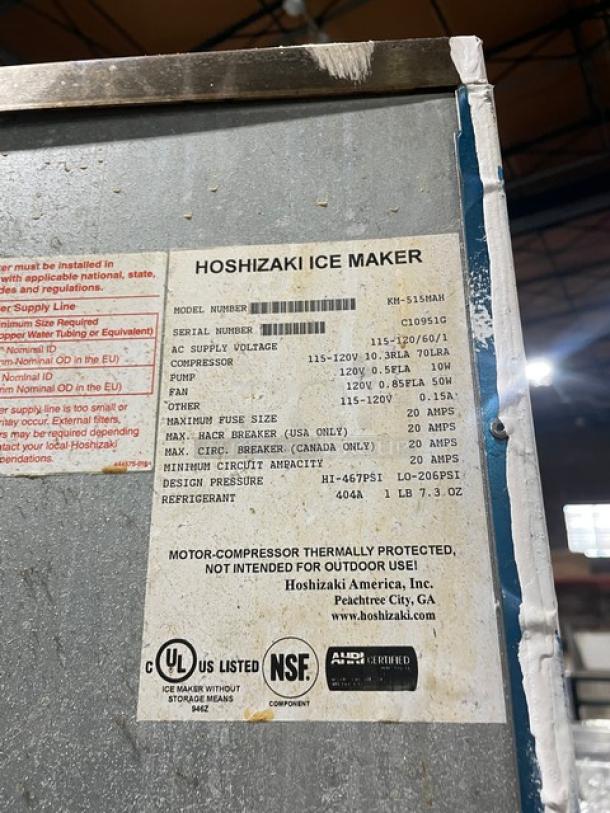 er must be installed in
with applicable national, state,
des and regulations.
er Supply Line
nimum Size Required
opper Water Tubing or Equivalent)
Nominal ID
m Nominal OD in the EU)
Nominal ID
mm Nominal OD in the EU)
er supply line is too small or
may occur. External filters,
rs may be required depending
ntact your local Hoshizaki
mendations.
HOSHIZAKI ICE MAKER
MODEL NUMBER KM-515MAH
SERIAL NUMBER C10951G
AC SUPPLY VOLTAGE 115-120/60/1
COMPRESSOR 115-120V 10.3RLA 70LRA
PUMP 120V 0.5FLA 10W
FAN 120V 0.85FLA 50W
OTHER 115-120V 0.15A
MAXIMUM FUSE SIZE 20 AMPS
MAX. HACR BREAKER (USA ONLY) 20 AMPS
MAX. CIRC. BREAKER (CANADA ONLY) 20 AMPS
MINIMUM CIRCUIT AMPACITY 20 AMPS
DESIGN PRESSURE HI-467PSI LO-206PSI
REFRIGERANT 404A 1 LB 7.3 OZ
MOTOR-COMPRESSOR THERMALLY PROTECTED,
NOT INTENDED FOR OUTDOOR USE!
Hoshizaki America, Inc.
Peachtree City, GA
www.hoshizaki.com
C UL US LISTED
ICE MAKER WITHOUT
STORAGE MEANS
946Z
NSF.
COMPONENT
AHRI CERTIFIED